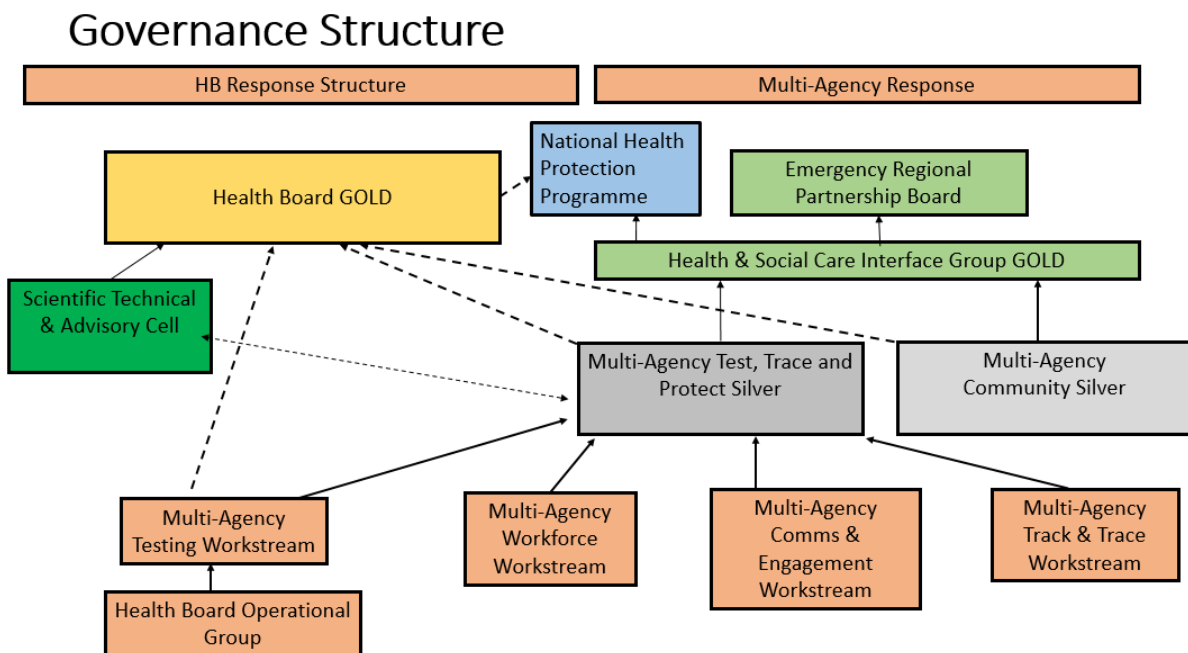 Governance Structure
HB Response Structure
Multi-Agency Response
National Health
Protection
Programme
Health Board GOLD
Emergency Regional
Partnership Board
Health & Social Care Interface Group GOLD
Scientific Technical
& Advisory Cell
Multi-Agency Test, Trace and
Protect Silver
Multi-Agency
Community Silver
Multi-Agency
Testing Workstream
Multi-Agency
Workforce
Workstream
Multi-Agency
Comms &
Engagement
Workstream
Multi-Agency
Track & Trace
Workstream
Health Board Operational
Group